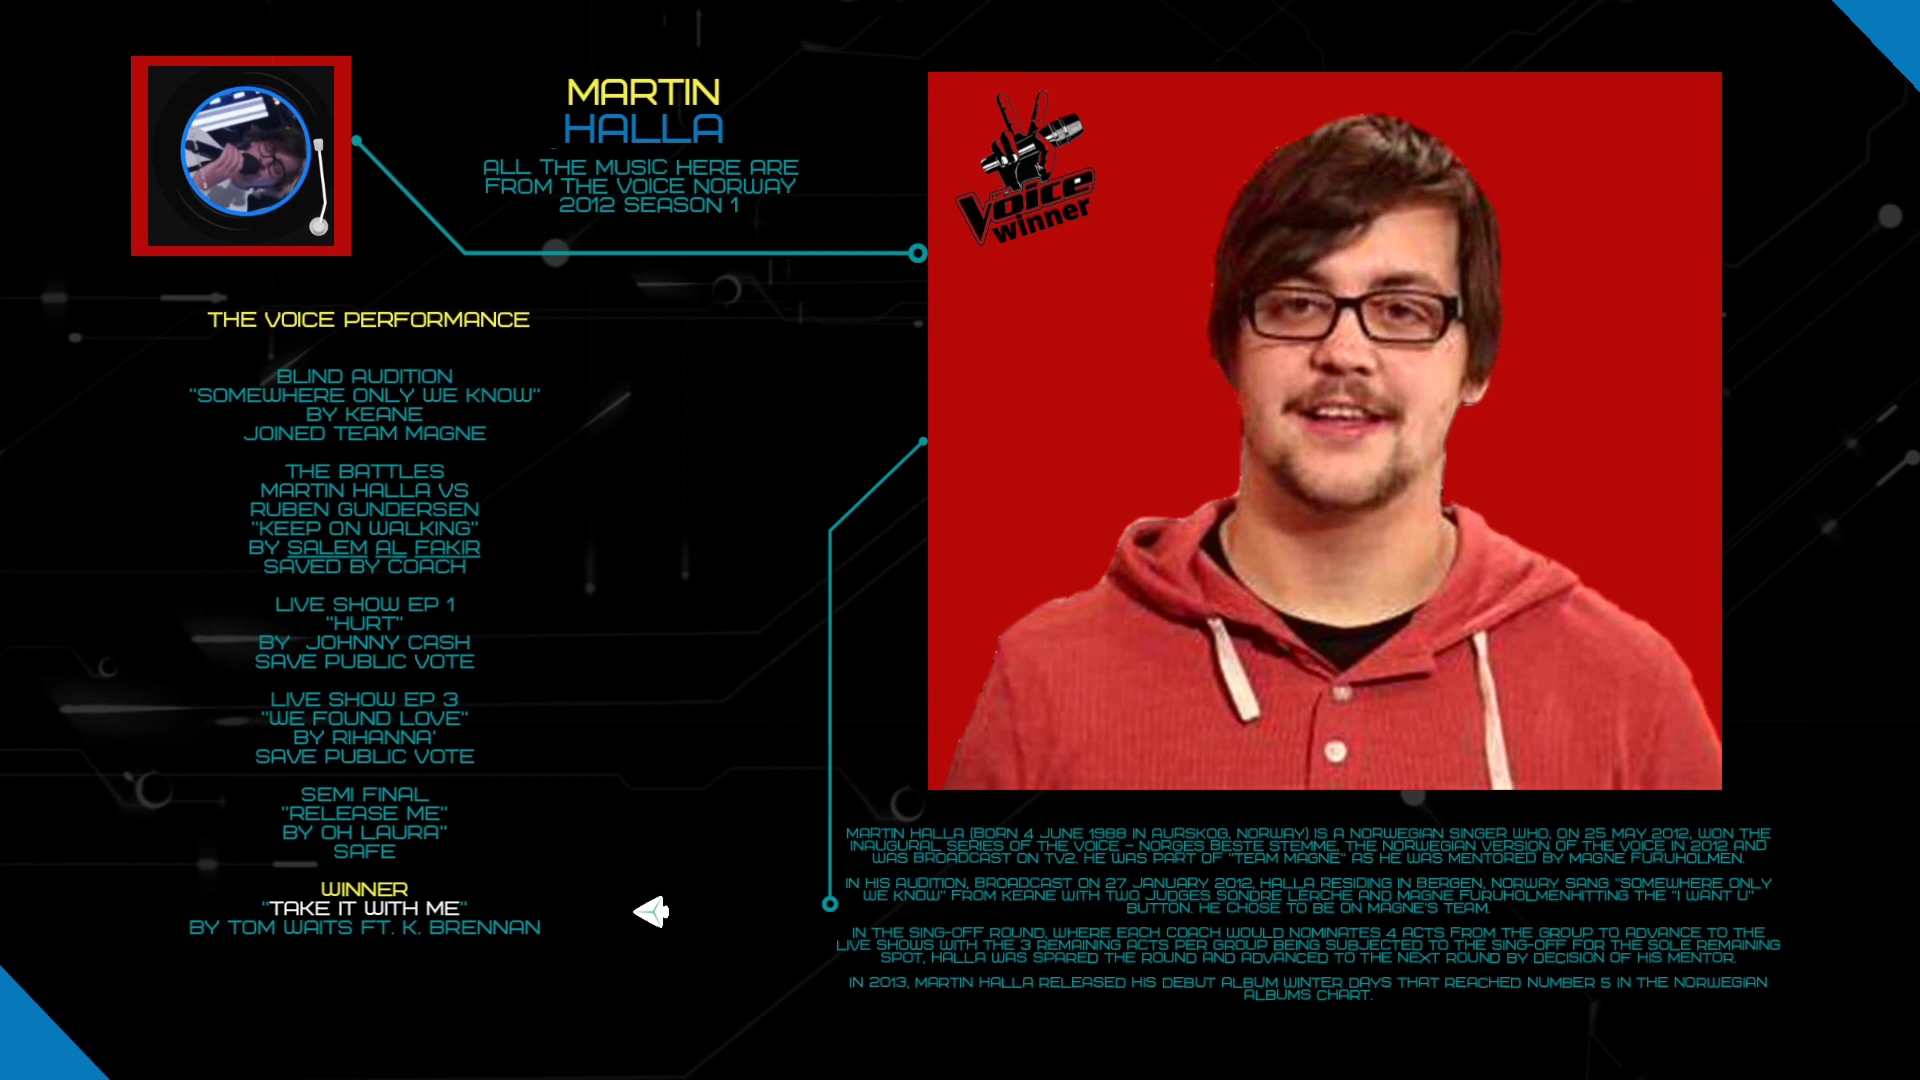 MARTIN
HALLA
ALL THE MUSIC HERE ARE
FROM THE VOICE NORWAY
2012 SEASON 1
Voice
winner
THE VOICE PERFORMANCE
BLIND AUDITION
"SOMEWHERE ONLY WE KNOW"
BY KEANE
JOINED TEAM MAGNE
THE BATTLES
MARTIN HALLA VS
RUBEN GUNDERSEN
"KEEP ON WALKING"
BY SALEM AL FAKIR
SAVED BY COACH
LIVE SHOW EP 1
"HURT"
BY JOHNNY CASH
SAVE PUBLIC VOTE
LIVE SHOW EP 3
"WE FOUND LOVE"
BY RIHANNA'
SAVE PUBLIC VOTE
SEMI FINAL
"RELEASE ME"
BY OH LAURA"
SAFE
WINNER
"TAKE IT WITH ME"
BY TOM WAITS FT. K. BRENNAN
MARTIN HALLA (BORN 4 JUNE 1988 IN AURSKOG, NORWAY) IS A NORWEGIAN SINGER WHO, ON 25 MAY 2012, WON THE
INAUGURAL SERIES OF THE VOICE – NORGES BESTE STEMME, THE NORWEGIAN VERSION OF THE VOICE IN 2012 AND
WAS BROADCAST ON TV2. HE WAS PART OF "TEAM MAGNE" AS HE WAS MENTORED BY MAGNE FURUHOLMEN.
IN HIS AUDITION, BROADCAST ON 27 JANUARY 2012, HALLA RESIDING IN BERGEN, NORWAY SANG "SOMEWHERE ONLY
WE KNOW" FROM KEANE WITH TWO JUDGES SONDRE LERCHE AND MAGNE FURUHOLMENHITTING THE "I WANT U"
BUTTON. HE CHOSE TO BE ON MAGNE'S TEAM.
IN THE SING-OFF ROUND, WHERE EACH COACH WOULD NOMINATES 4 ACTS FROM THE GROUP TO ADVANCE TO THE
LIVE SHOWS WITH THE 3 REMAINING ACTS PER GROUP BEING SUBJECTED TO THE SING-OFF FOR THE SOLE REMAINING
SPOT, HALLA WAS SPARED THE ROUND AND ADVANCED TO THE NEXT ROUND BY DECISION OF HIS MENTOR.
IN 2013, MARTIN HALLA RELEASED HIS DEBUT ALBUM WINTER DAYS THAT REACHED NUMBER 5 IN THE NORWEGIAN
ALBUMS CHART.